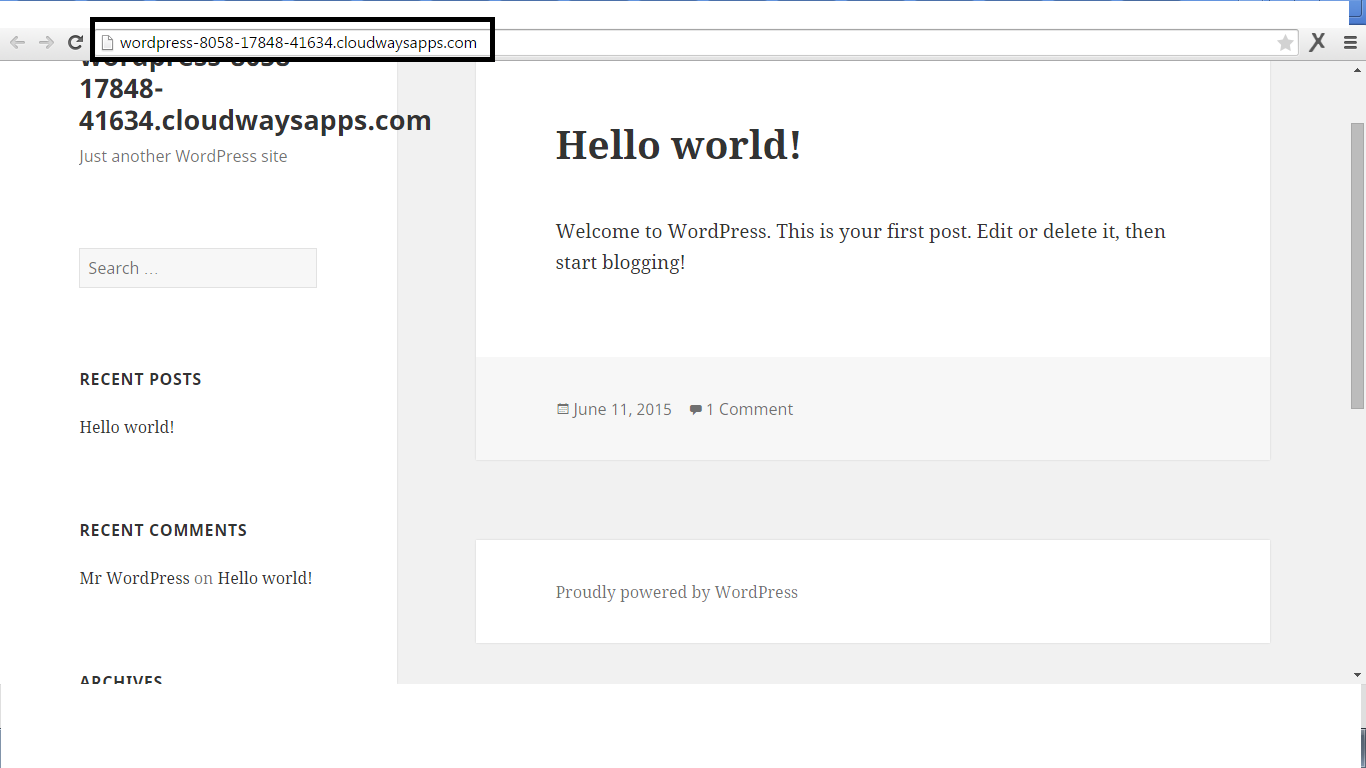 wordpress-8058-17848-41634.cloudwaysapps.com
wordpress-8058-
17848-
41634.cloudwaysapps.com
Just another WordPress site
Search ...
RECENT POSTS
Hello world!
RECENT COMMENTS
Mr WordPress on Hello world!
ARCHIVES
Hello world!
Welcome to WordPress. This is your first post. Edit or delete it, then
start blogging!
June 11, 2015 1 Comment
Proudly powered by WordPress